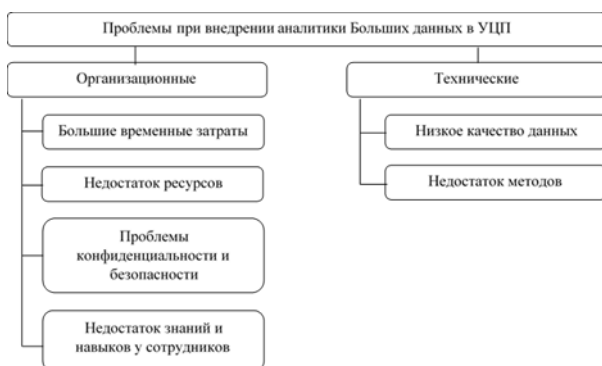 Проблемы при внедрении аналитики Больших данных в УЦП
Организационные
Большие временные затраты
Недостаток ресурсов
Проблемы
конфиденциальности и
безопасности
Недостаток знаний и
навыков у сотрудников
Технические
Низкое качество данных
Недостаток методов